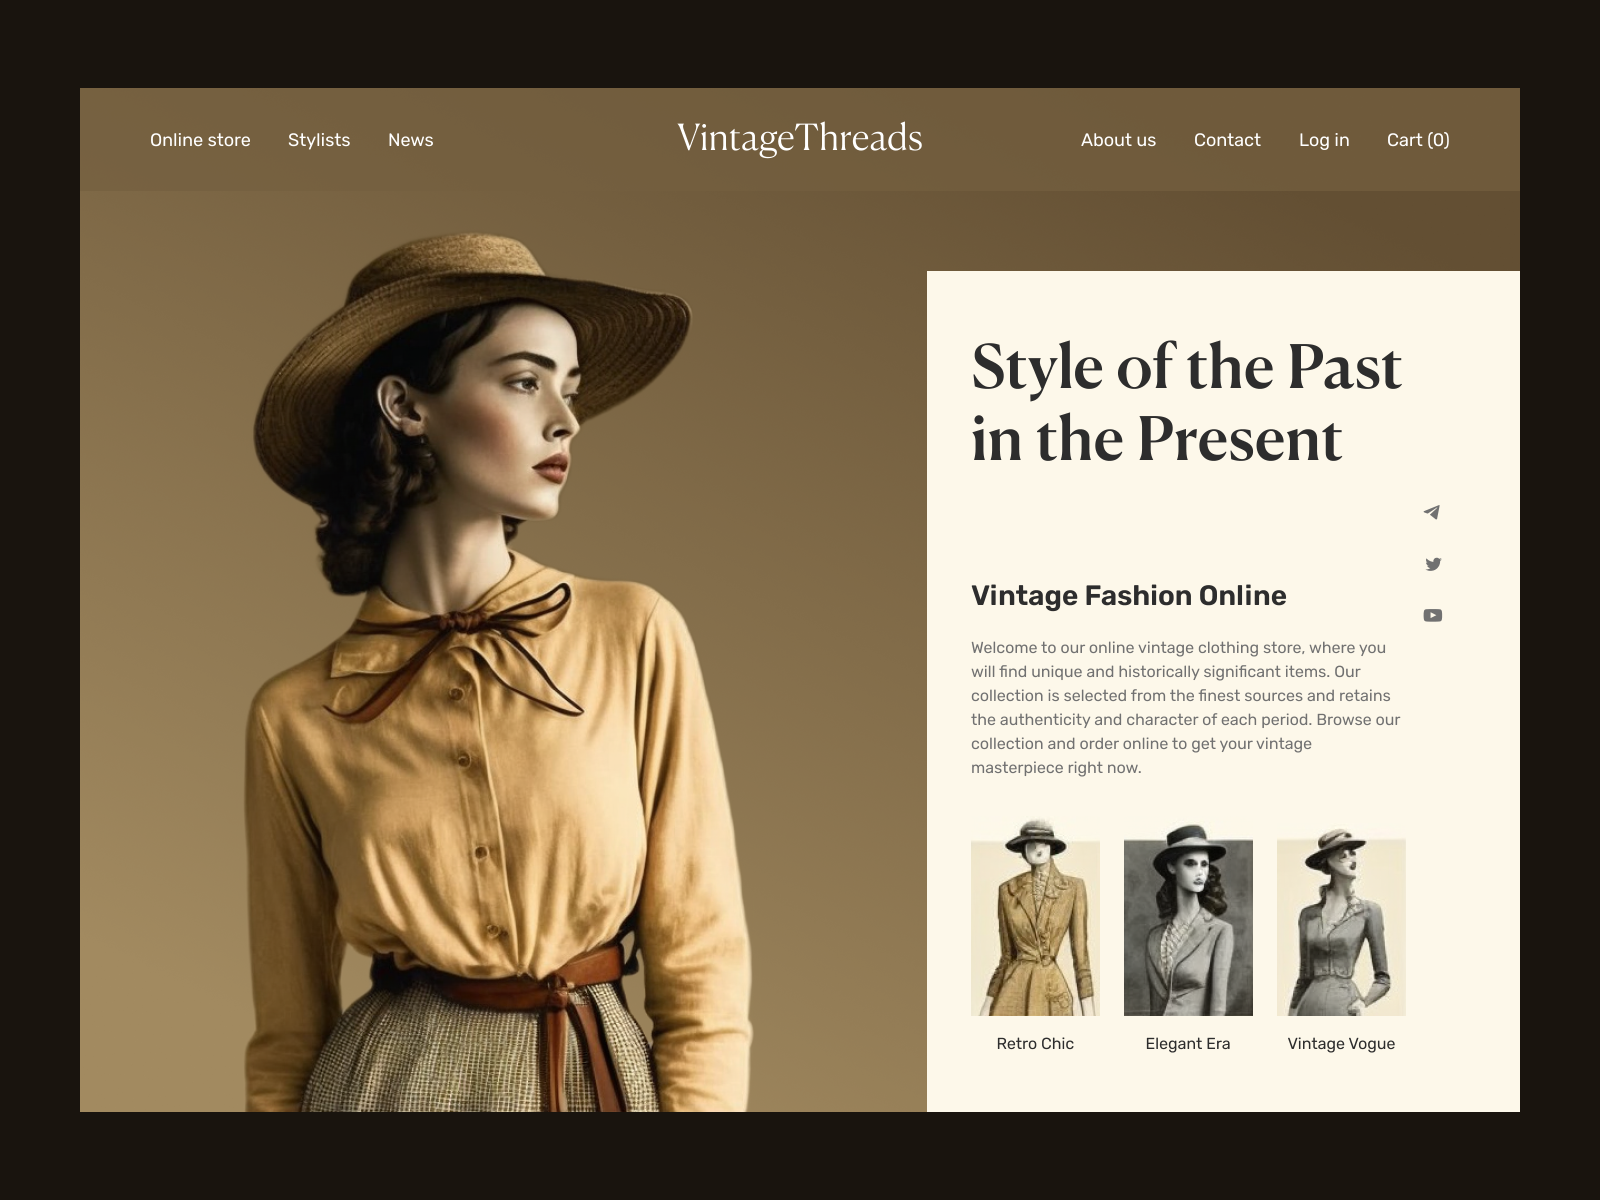 Online store
Stylists
News
VintageThreads
About us
Contact
Log in
Cart (0)
Style of the Past
in the Present
Vintage Fashion Online
Welcome to our online vintage clothing store, where you
will find unique and historically significant items. Our
collection is selected from the finest sources and retains
the authenticity and character of each period. Browse our
collection and order online to get your vintage
masterpiece right now.
Retro Chic
Elegant Era
Vintage Vogue